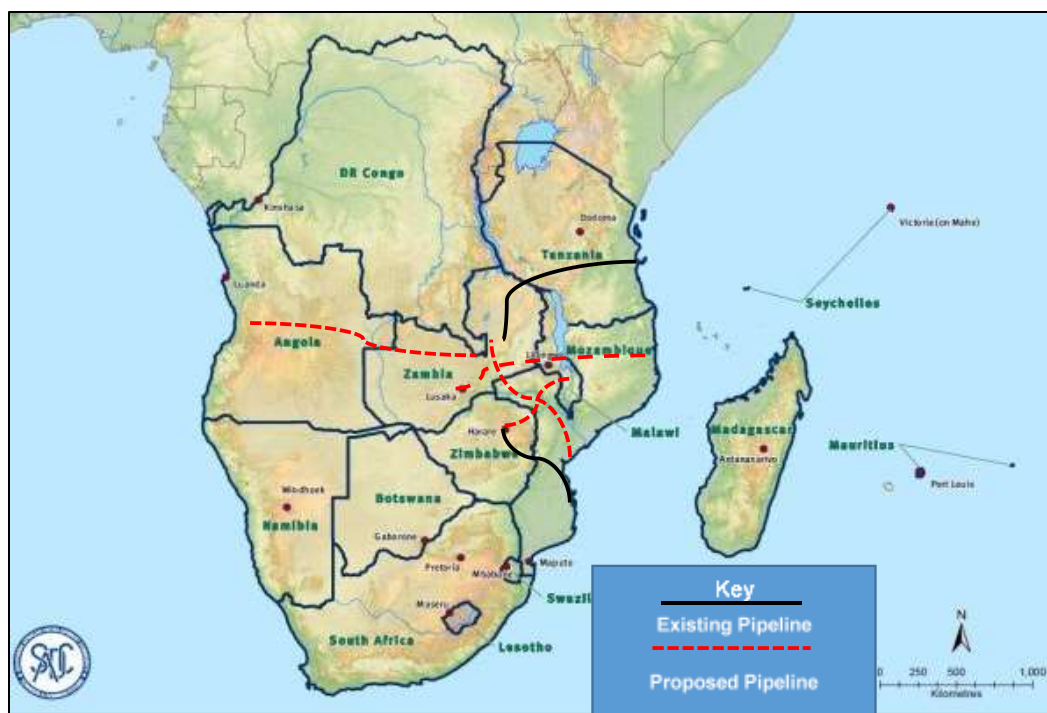 DR Congo
Kinshasa
Dodoma
Victoria (on Mahe)
Tanzania
Luanda
Seychelles
Angola
Mozambique
Lilongwe
Zambia
Lusaka
Malawi
Madagascar
Harare
Mauritius
Zimbabwe
Antananarivo
Port Louis
Windhoek
Botswana
Namibia
Gaborone
Pretoria
Mbabane
Maputo
Swazil
Maseru
South Africa
Lesotho
Key
Existing Pipeline
Proposed Pipeline
N
0 250 500 1,000
Kilometres
SADC